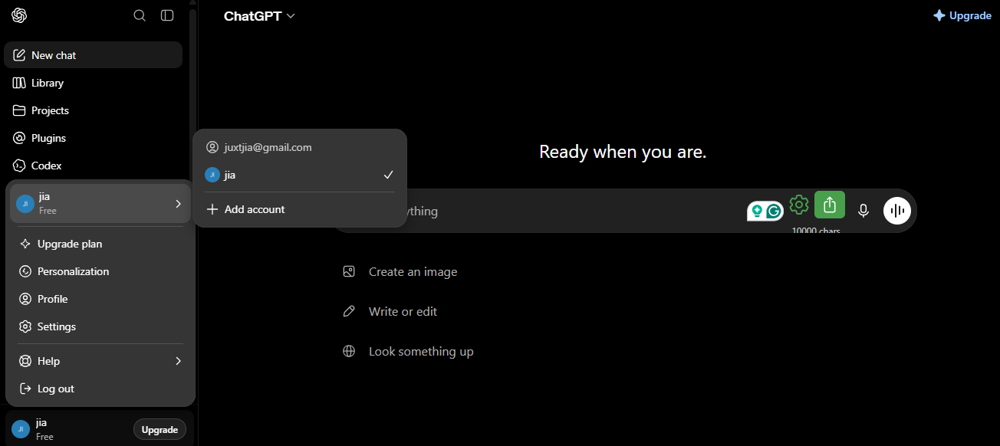 ChatGPT
Upgrade
New chat
Library
Projects
Plugins
Codex
juxtjia@gmail.com
JI
jia
Add account
JI
jia
Free
Upgrade plan
Personalization
Profile
Settings
Help
Log out
JI
jia
Free
Upgrade
Ready when you are.
ything
10000 chars
Create an image
Write or edit
Look something up